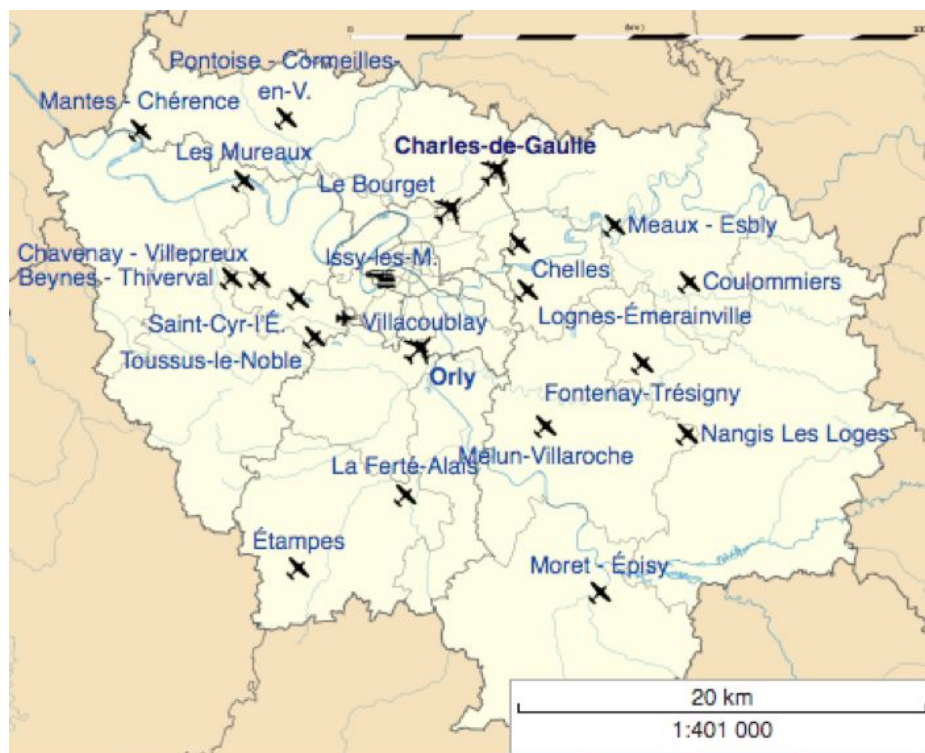 Pontoise - Cormeilles-
en-V.
Mantes - Chérence
Les Mureaux
Charles-de-Gaulle
Le Bourget
Meaux - Esbly
Chavenay - Villepreux
Issy-les-M.
Beynes - Thiverval
Chelles
Coulommiers
Saint-Cyr-l'É.
Villacoublay
Lognes-Émerainville
Toussus-le-Noble
Orly
Fontenay-Trésigny
Nangis Les Loges
Melun-Villaroche
La Ferté-Alais
Étampes
Moret - Épisy
20 km
1:401 000